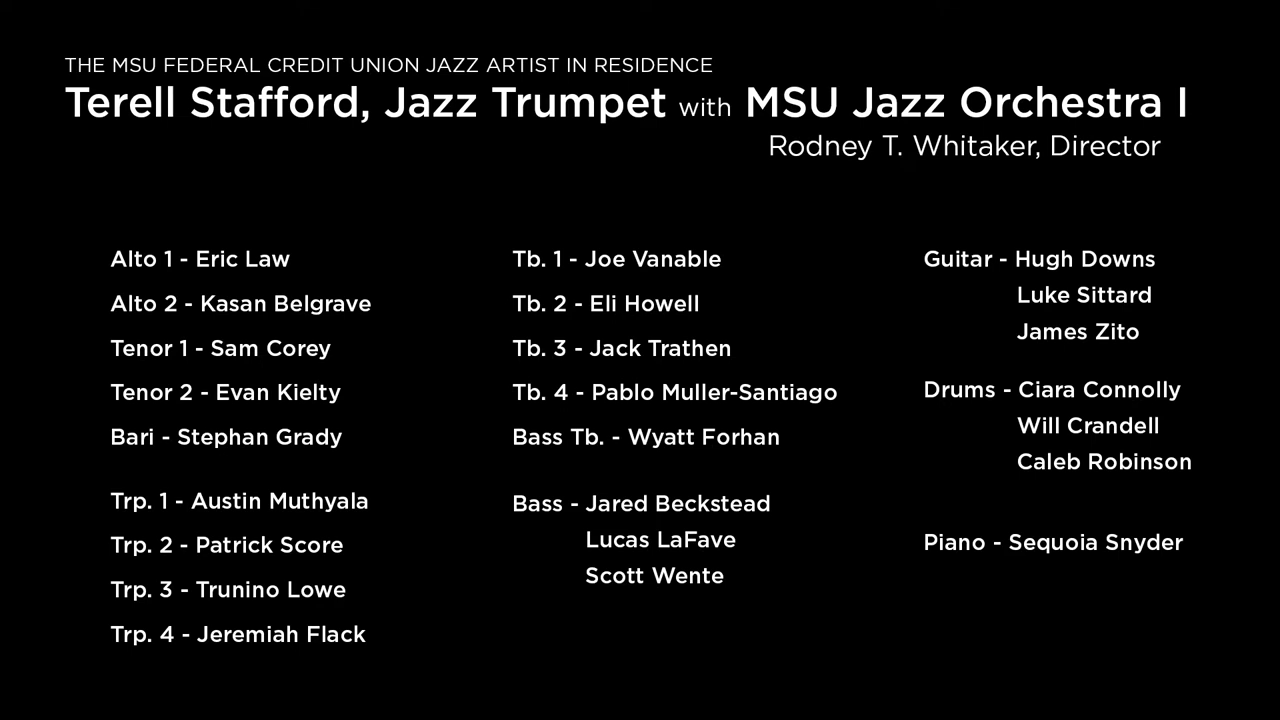 THE MSU FEDERAL CREDIT UNION JAZZ ARTIST IN RESIDENCE
Terell Stafford, Jazz Trumpet with MSU Jazz Orchestra I
Rodney T. Whitaker, Director
Alto 1 - Eric Law
Alto 2 - Kasan Belgrave
Tenor 1 - Sam Corey
Tenor 2 - Evan Kielty
Bari - Stephan Grady
Trp. 1 - Austin Muthyala
Trp. 2 - Patrick Score
Trp. 3 - Trunino Lowe
Trp. 4 - Jeremiah Flack
Tb. 1 - Joe Vanable
Tb. 2 - Eli Howell
Tb. 3 - Jack Trathen
Tb. 4 - Pablo Muller-Santiago
Bass Tb. - Wyatt Forhan
Bass - Jared Beckstead
Lucas LaFave
Scott Wente
Guitar - Hugh Downs
Luke Sittard
James Zito
Drums - Ciara Connolly
Will Crandell
Caleb Robinson
Piano - Sequoia Snyder